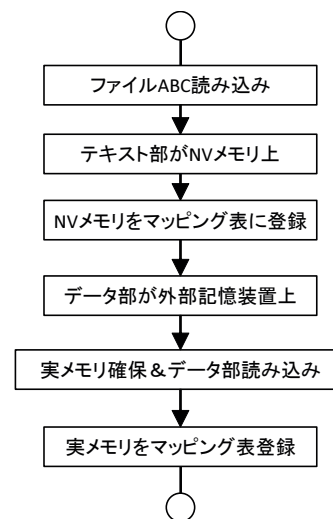 ファイルABC読み込み
テキスト部がNVメモリ上
NVメモリをマッピング表に登録
データ部が外部記憶装置上
実メモリ確保＆データ部読み込み
実メモリをマッピング表登録